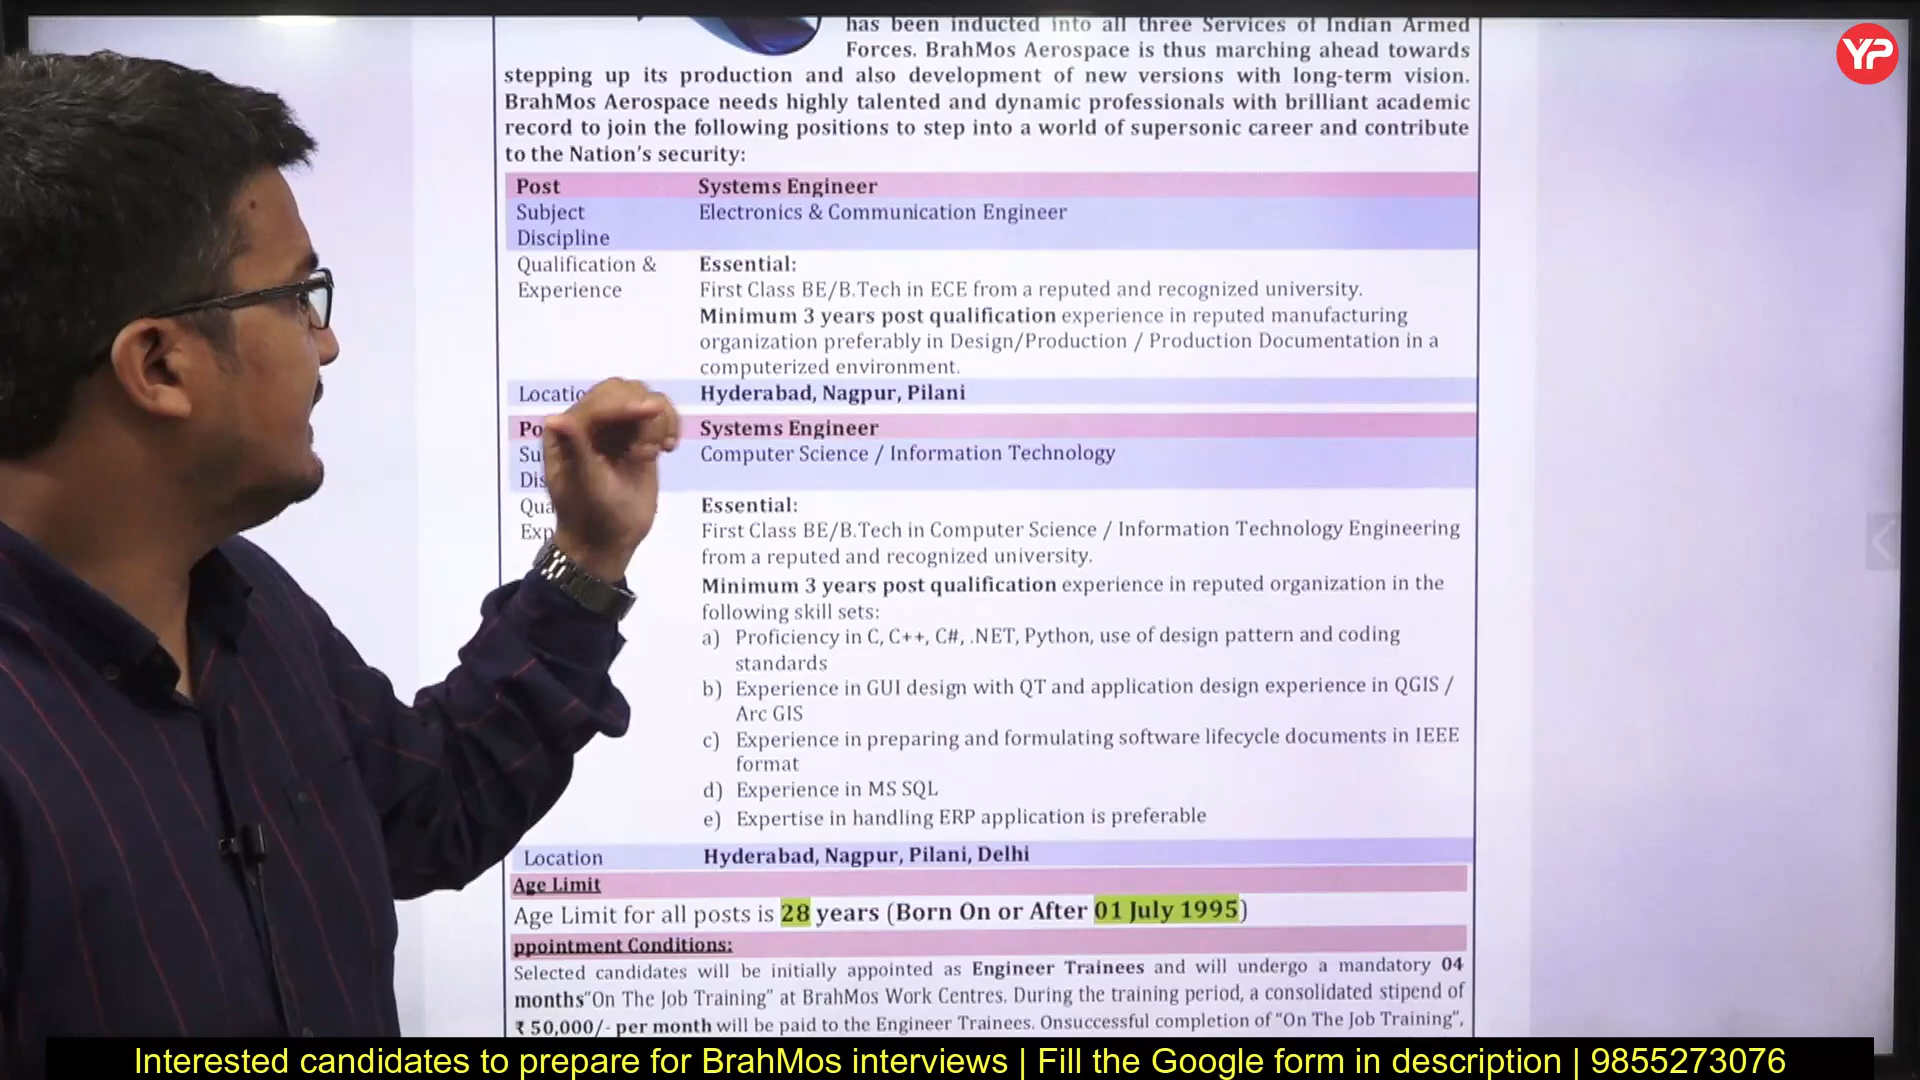 has been inducted into all three Services of Indian Armed
Forces. BrahMos Aerospace is thus marching ahead towards
stepping up its production and also development of new versions with long-term vision.
BrahMos Aerospace needs highly talented and dynamic professionals with brilliant academic
record to join the following positions to step into a world of supersonic career and contribute
to the Nation's security:
YP
Post Systems Engineer
Subject Electronics & Communication Engineer
Discipline
Qualification & Essential:
Experience First Class BE/B.Tech in ECE from a reputed and recognized university.
Minimum 3 years post qualification experience in reputed manufacturing
organization preferably in Design/Production / Production Documentation in a
computerized environment.
Locatio Hyderabad, Nagpur, Pilani
Po Systems Engineer
Su Computer Science / Information Technology
Dis
Qua Essential:
Exp First Class BE/B.Tech in Computer Science / Information Technology Engineering
from a reputed and recognized university.
Minimum 3 years post qualification experience in reputed organization in the
following skill sets:
a) Proficiency in C, C++, C#, .NET, Python, use of design pattern and coding
standards
b) Experience in GUI design with QT and application design experience in QGIS /
Arc GIS
c) Experience in preparing and formulating software lifecycle documents in IEEE
format
d) Experience in MS SQL
e) Expertise in handling ERP application is preferable
Location Hyderabad, Nagpur, Pilani, Delhi
Age Limit
Age Limit for all posts is 28 years (Born On or After 01 July 1995)
ppointment Conditions:
Selected candidates will be initially appointed as Engineer Trainees and will undergo a mandatory 04
months"On The Job Training" at BrahMos Work Centres. During the training period, a consolidated stipend of
₹ 50,000/- per month will be paid to the Engineer Trainees. Onsuccessful completion of "On The Job Training",
Interested candidates to prepare for BrahMos interviews | Fill the Google form in description | 9855273076